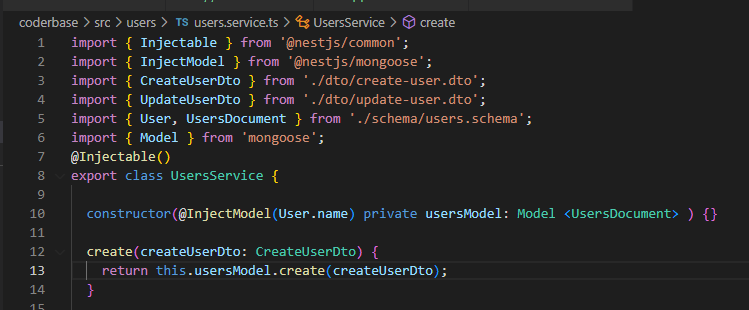 coderbase > src > users > TS users.service.ts > UsersService > create
1 import { Injectable } from '@nestjs/common';
2 import { InjectModel } from '@nestjs/mongoose';
3 import { CreateUserDto } from './dto/create-user.dto';
4 import { UpdateUserDto } from './dto/update-user.dto';
5 import { User, UsersDocument } from './schema/users.schema';
6 import { Model } from 'mongoose';
7 @Injectable()
8 export class UsersService {
9
10 constructor(@InjectModel(User.name) private usersModel: Model <UsersDocument> ) {}
11
12 create(createUserDto: CreateUserDto) {
13 return this.usersModel.create(createUserDto);
14 }
15